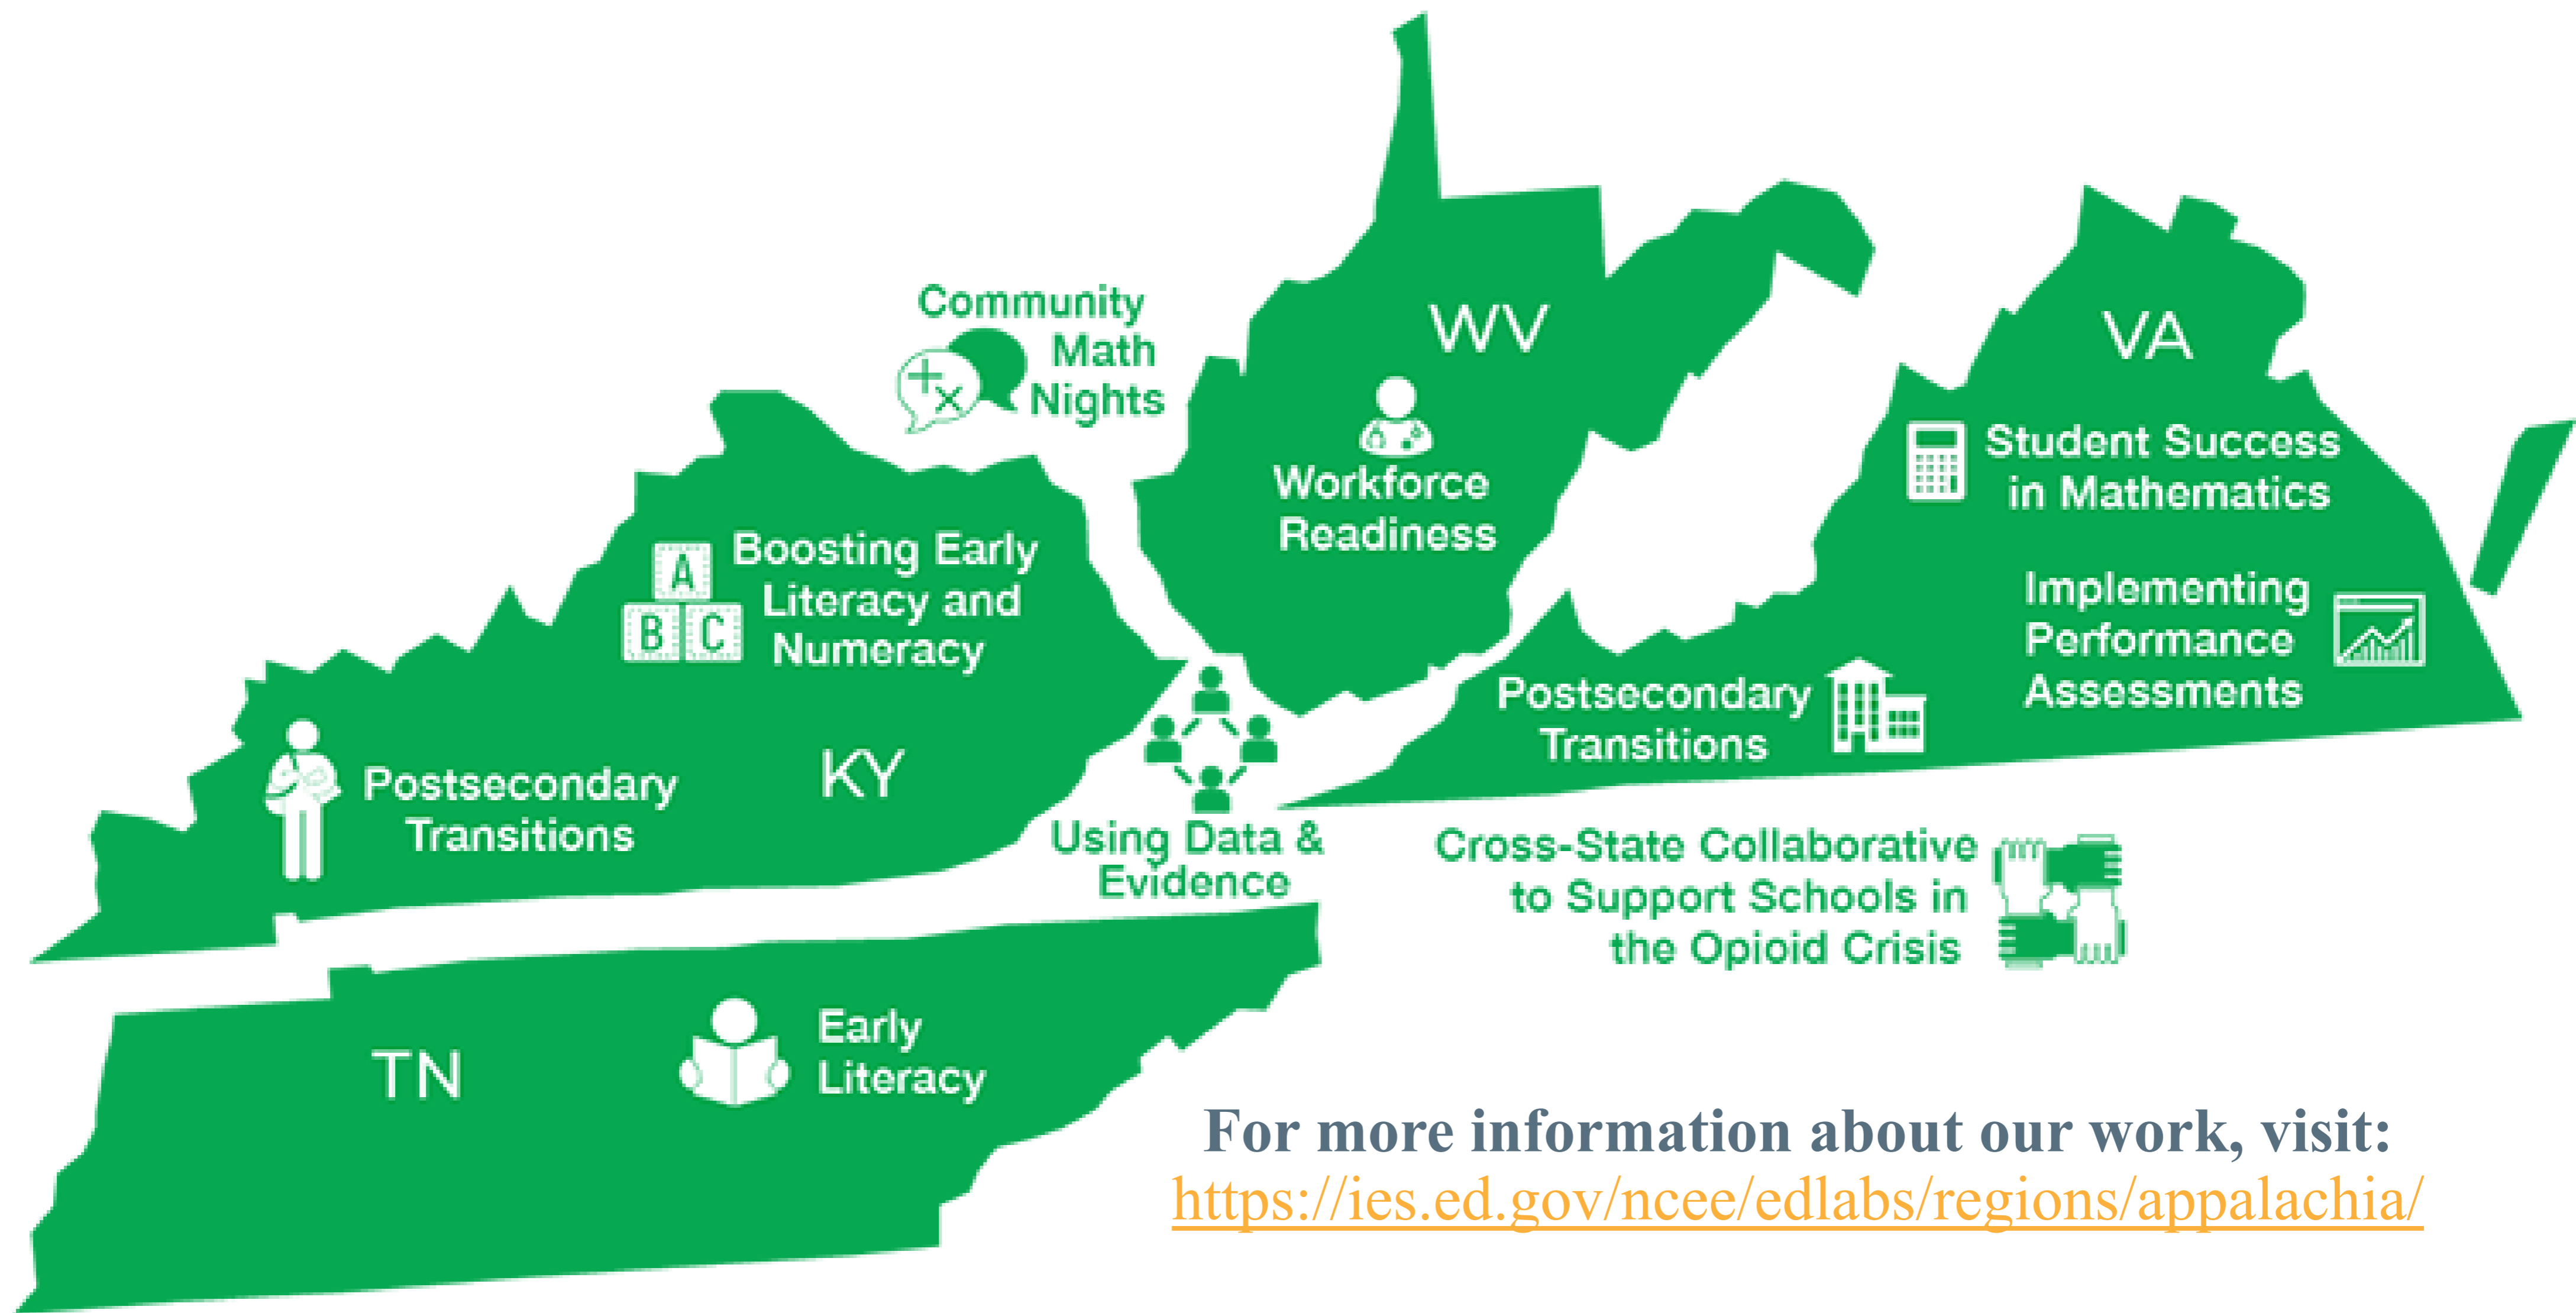 Community
Math
Nights
WV
Workforce
Readiness
VA
Student Success
in Mathematics
Implementing
Performance
Assessments
Postsecondary
Transitions
A
B C
Boosting Early
Literacy and
Numeracy
KY
Postsecondary
Transitions
Using Data &
Evidence
Cross-State Collaborative
to Support Schools in
the Opioid Crisis
TN
Early
Literacy
For more information about our work, visit:
https://ies.ed.gov/ncee/edlabs/regions/appalachia/